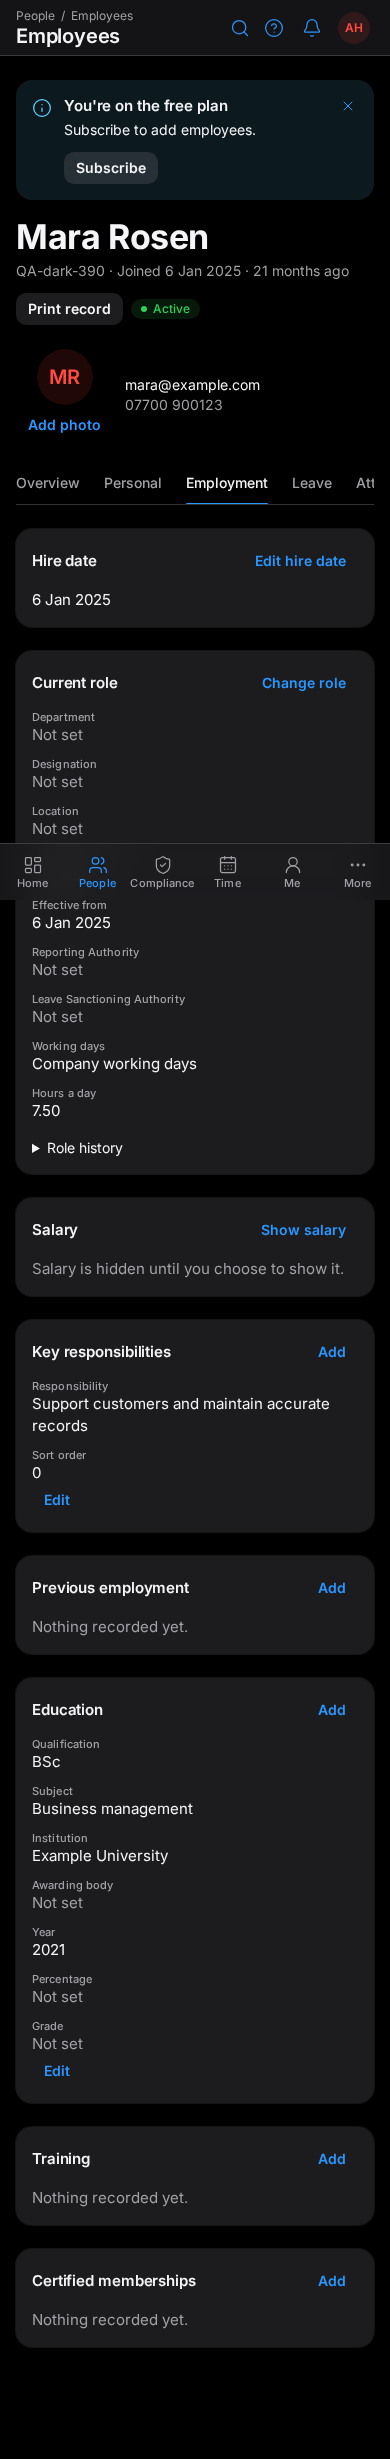 People / Employees
Employees
AH
You're on the free plan
Subscribe to add employees.
Subscribe
Mara Rosen
QA-dark-390 · Joined 6 Jan 2025 · 21 months ago
Print record
Active
MR
Add photo
mara@example.com
07700 900123
Overview Personal Employment Leave Att
Hire date Edit hire date
6 Jan 2025
Current role Change role
Department
Not set
Designation
Not set
Location
Not set
Home People Compliance Time Me More
Effective from
6 Jan 2025
Reporting Authority
Not set
Leave Sanctioning Authority
Not set
Working days
Company working days
Hours a day
7.50
Role history
Salary Show salary
Salary is hidden until you choose to show it.
Key responsibilities Add
Responsibility
Support customers and maintain accurate
records
Sort order
0
Edit
Previous employment Add
Nothing recorded yet.
Education Add
Qualification
BSc
Subject
Business management
Institution
Example University
Awarding body
Not set
Year
2021
Percentage
Not set
Grade
Not set
Edit
Training Add
Nothing recorded yet.
Certified memberships Add
Nothing recorded yet.